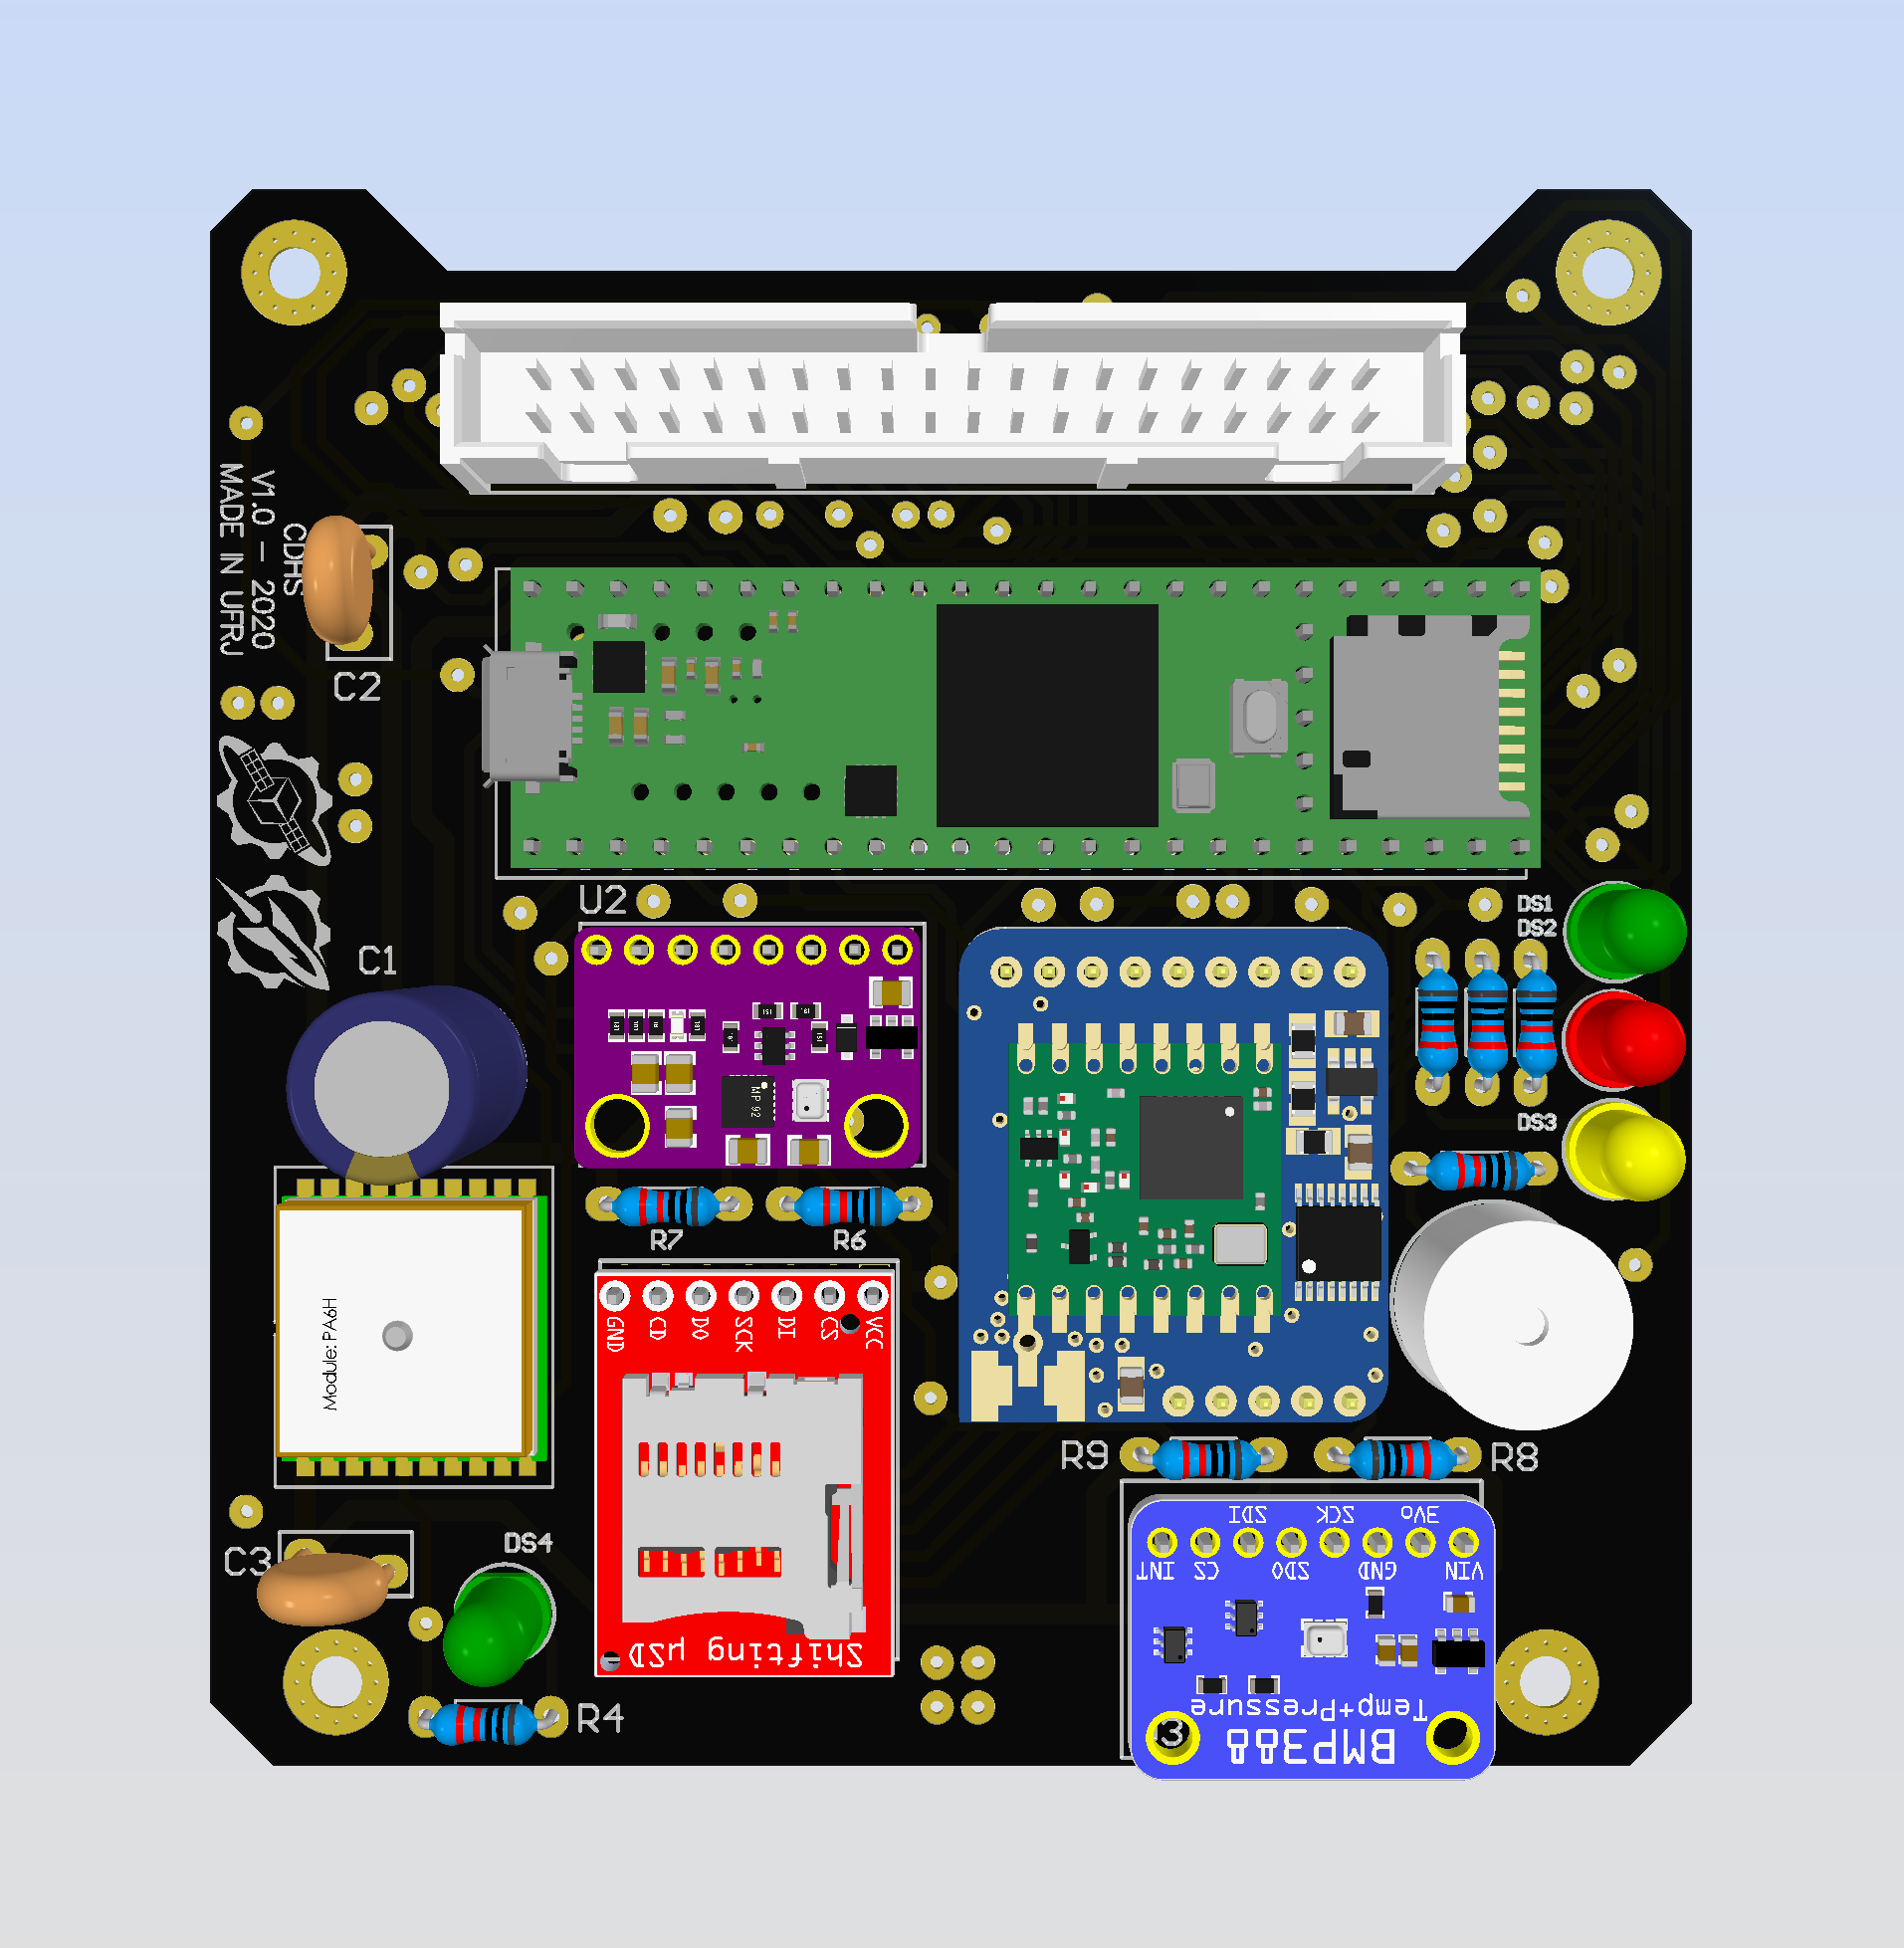 CDHS
V1.0 - 2020
MADE IN UFRJ
C2
U2
C1
DS1
DS2
DS3
MP92
R7
R6
GND
CD
DO
SCK
DI
CS
VCC
Shifting µSD
Module: PA6H
C3
DS4
R4
R9
R8
SDI
SCK
3Vo
INT
CS
SDO
GND
VIN
Temp+Pressure
BMP388
3